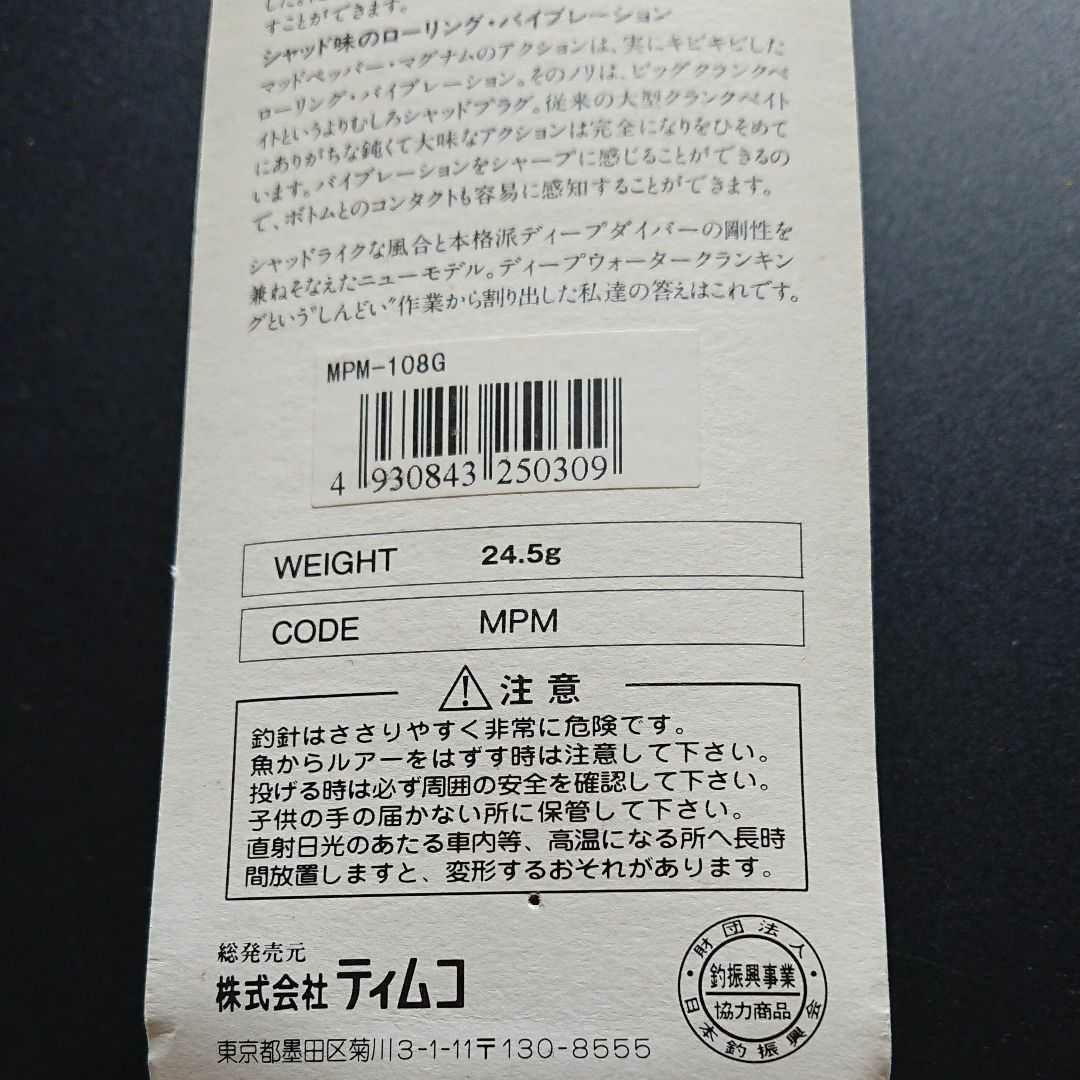 すことができます。
シャッド味のローリング・バイブレーション
マッドペッパー・マグナムのアクションは、実にキビキビした
ローリング・バイブレーション。そのノリは、ビッグクランクベ
イトというよりむしろシャッドプラグ。従来の大型クランクベイト
にありがちな鈍くて大味なアクションは完全になりをひそめて
います。バイブレーションをシャープに感じることができるの
で、ボトムとのコンタクトも容易に感知することができます。
シャッドライクな風合と本格派ディープダイバーの剛性を
兼ねそなえたニューモデル。ディープウォータークランキン
グという"しんどい"作業から割り出した私達の答えはこれです。
MPM-108G
4 930843 250309
WEIGHT 24.5g
CODE MPM
注意
釣針はささりやすく非常に危険です。
魚からルアーをはずす時は注意して下さい。
投げる時は必ず周囲の安全を確認して下さい。
子供の手の届かない所に保管して下さい。
直射日光のあたる車内等、高温になる所へ長時
間放置しますと、変形するおそれがあります。
総発売元
株式会社 ティムコ
東京都墨田区菊川3-1-11〒130-8555
財団法人
釣振興事業
協力商品
日本釣振興会